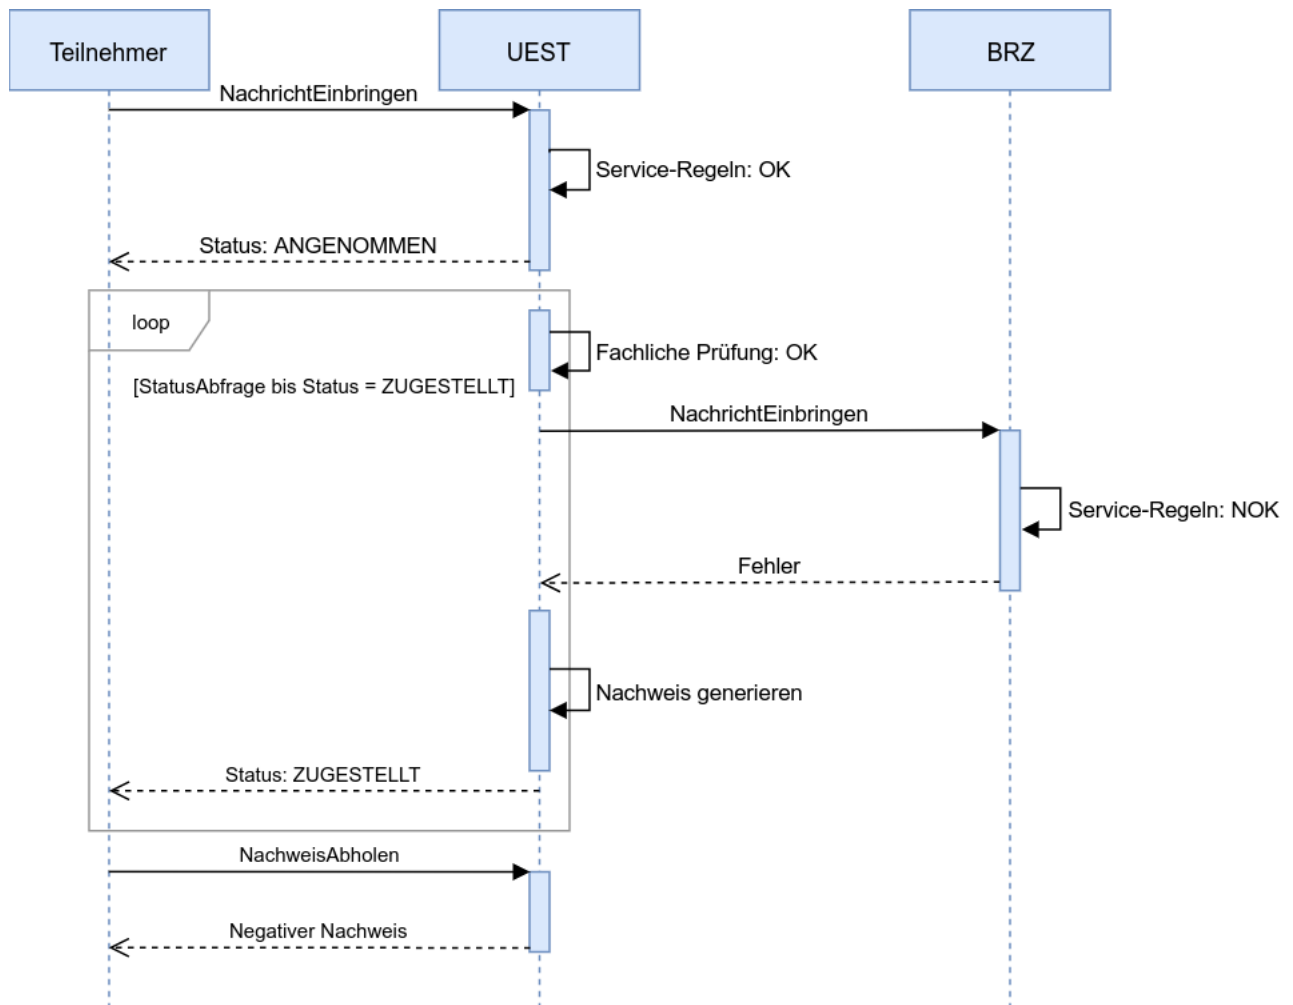 Teilnehmer
UEST
BRZ
NachrichtEinbringen
Service-Regeln: OK
Status: ANGENOMMEN
loop
Fachliche Prüfung: OK
[StatusAbfrage bis Status = ZUGESTELLT]
NachrichtEinbringen
Service-Regeln: NOK
Fehler
Nachweis generieren
Status: ZUGESTELLT
NachweisAbholen
Negativer Nachweis